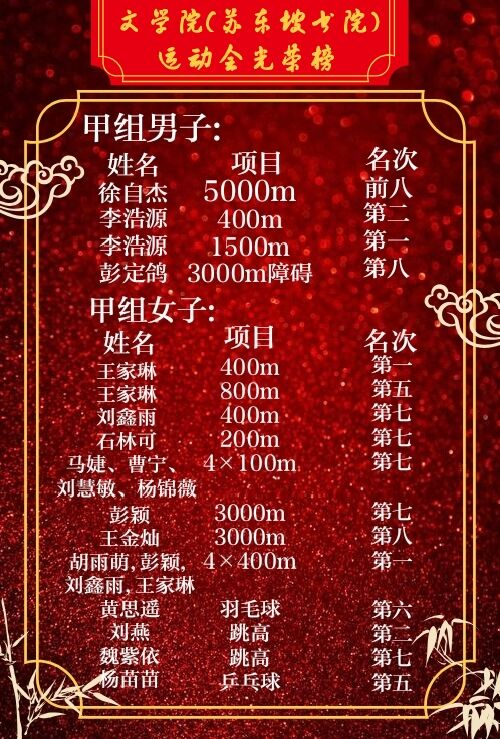 文学院(苏东坡书院)
运动会光荣榜
甲组男子:
姓名 项目 名次
徐自杰 5000m 前八
李浩源 400m 第二
李浩源 1500m 第一
彭定鸽 3000m障碍 第八
甲组女子:
姓名 项目 名次
王家琳 400m 第一
王家琳 800m 第五
刘鑫雨 400m 第七
石林可 200m 第七
马婕、曹宁、 4×100m 第七
刘慧敏、杨锦薇
彭颖 3000m 第七
王金灿 3000m 第八
胡雨萌,彭颖, 4×400m 第一
刘鑫雨,王家琳
黄思遥 羽毛球 第六
刘燕 跳高 第二
魏紫依 跳高 第七
杨苗苗 乒乓球 第五